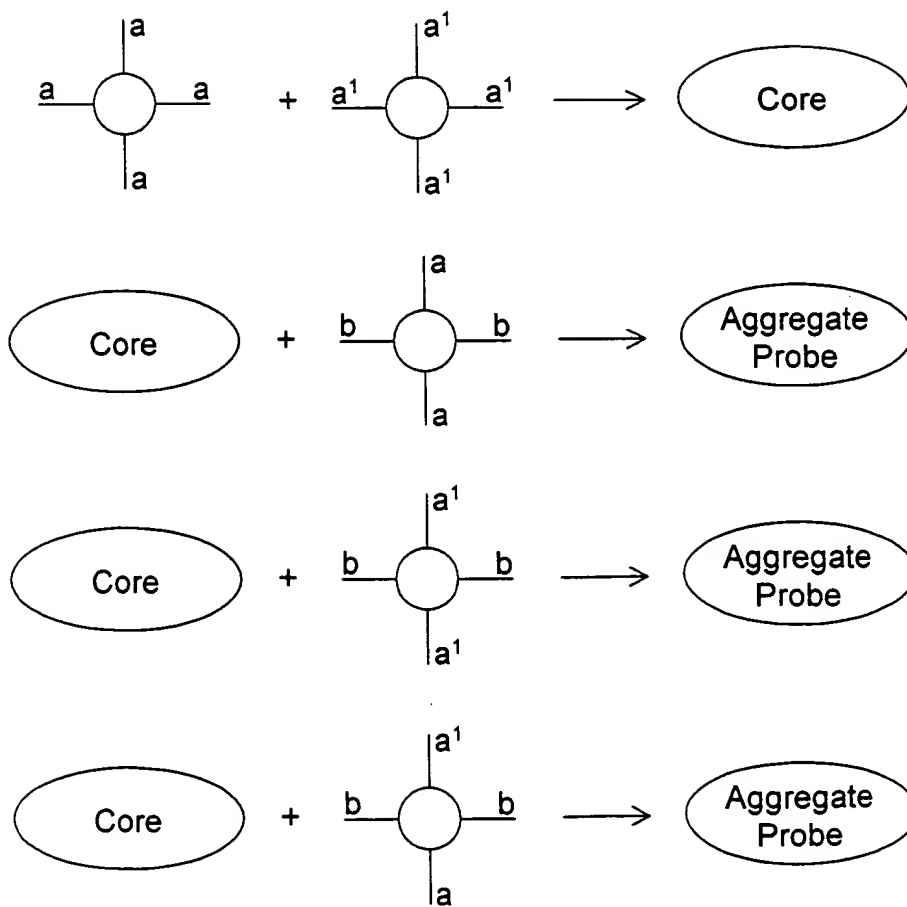 a a¹
a a + a¹ a¹ → Core
a a¹
a
Core + b b → Aggregate
Probe
a
a¹
Core + b b → Aggregate
Probe
a¹
a¹
Core + b b → Aggregate
Probe
a